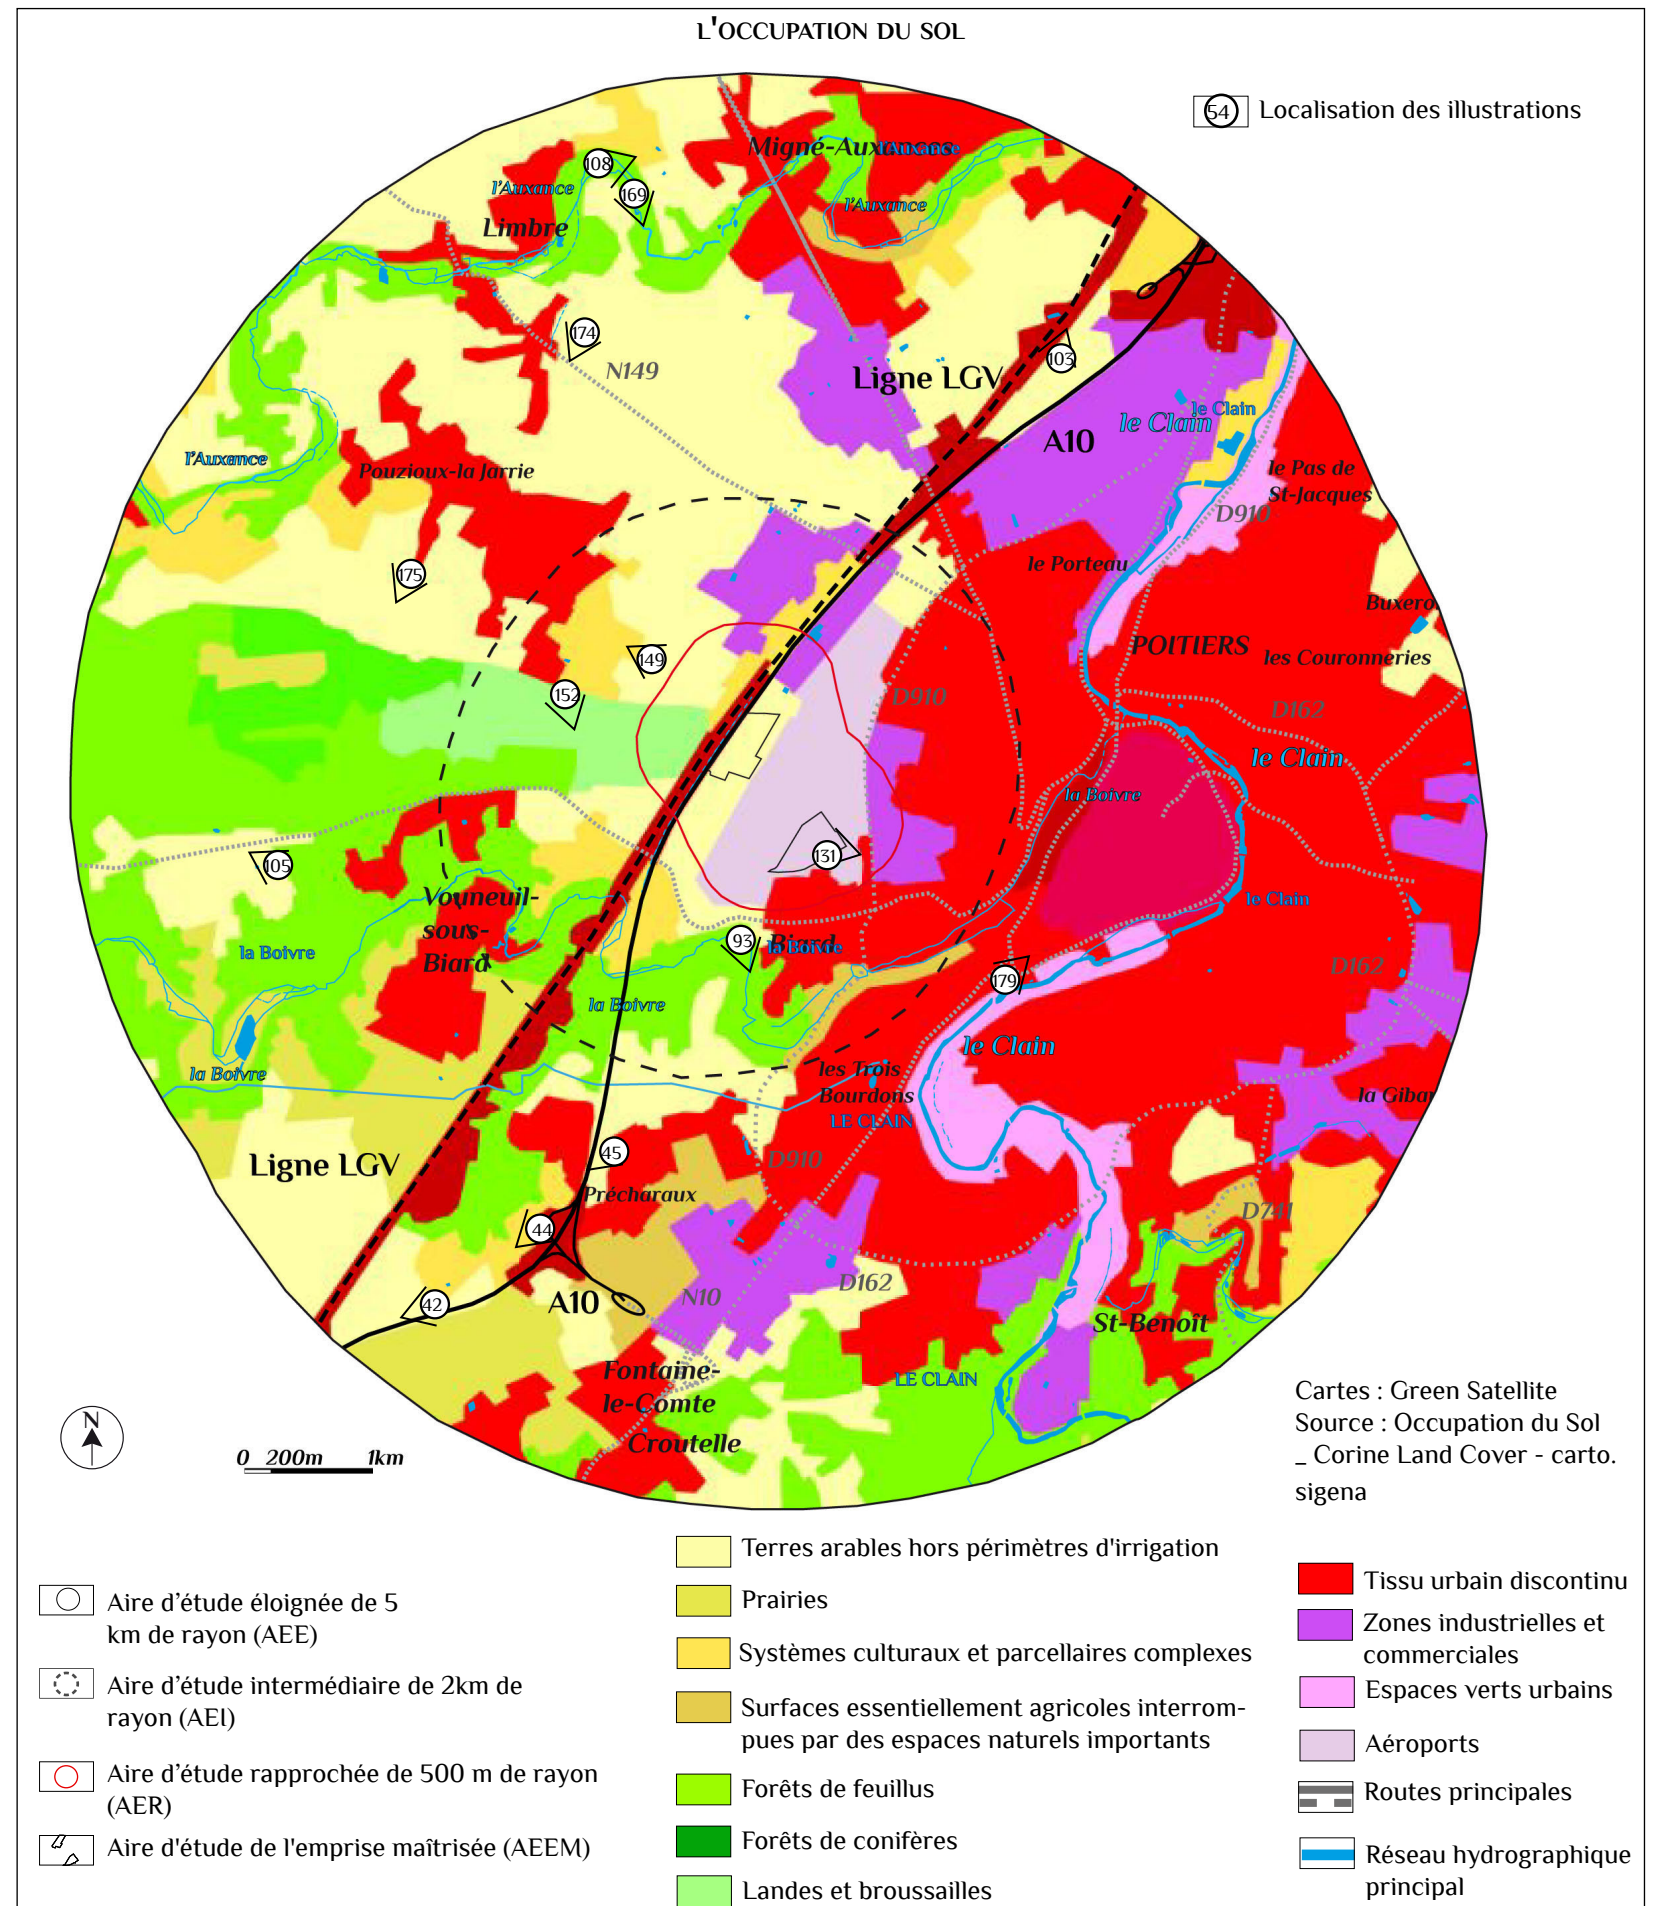 L'OCCUPATION DU SOL
54 Localisation des illustrations
Migné-Auxances
l'Auxance
108
l'Auxance
169
l'Auxance
Limbre
174
N149
103
Ligne LGV
le Clain
le Clain
A10
l'Auxance
Pouzioux-la Jarrie
le Pas de
St-Jacques
D910
175
le Porteau
Buxero
149
POITIERS
les Couronneries
152
D910
D162
le Clain
la Boivre
131
105
Vouneuil-
sous-
Biard
le Clain
93
Biard
la Boivre
la Boivre
D162
179
la Boivre
le Clain
la Boivre
les Trois
Bourdons
LE CLAIN
la Gibau
45
Ligne LGV
D910
Précharaux
D741
44
42
A10
N10
D162
St-Benoît
Fontaine-
le-Comte
LE CLAIN
Croutelle
N
0 200m 1km
Cartes : Green Satellite
Source : Occupation du Sol
_ Corine Land Cover - carto.
sigena
Aire d’étude éloignée de 5
km de rayon (AEE)
Aire d’étude intermédiaire de 2km de
rayon (AEI)
Aire d’étude rapprochée de 500 m de rayon
(AER)
Aire d'étude de l'emprise maîtrisée (AEEM)
Terres arables hors périmètres d'irrigation
Prairies
Systèmes culturaux et parcellaires complexes
Surfaces essentiellement agricoles interrom-
pues par des espaces naturels importants
Forêts de feuillus
Forêts de conifères
Landes et broussailles
Tissu urbain discontinu
Zones industrielles et
commerciales
Espaces verts urbains
Aéroports
Routes principales
Réseau hydrographique
principal